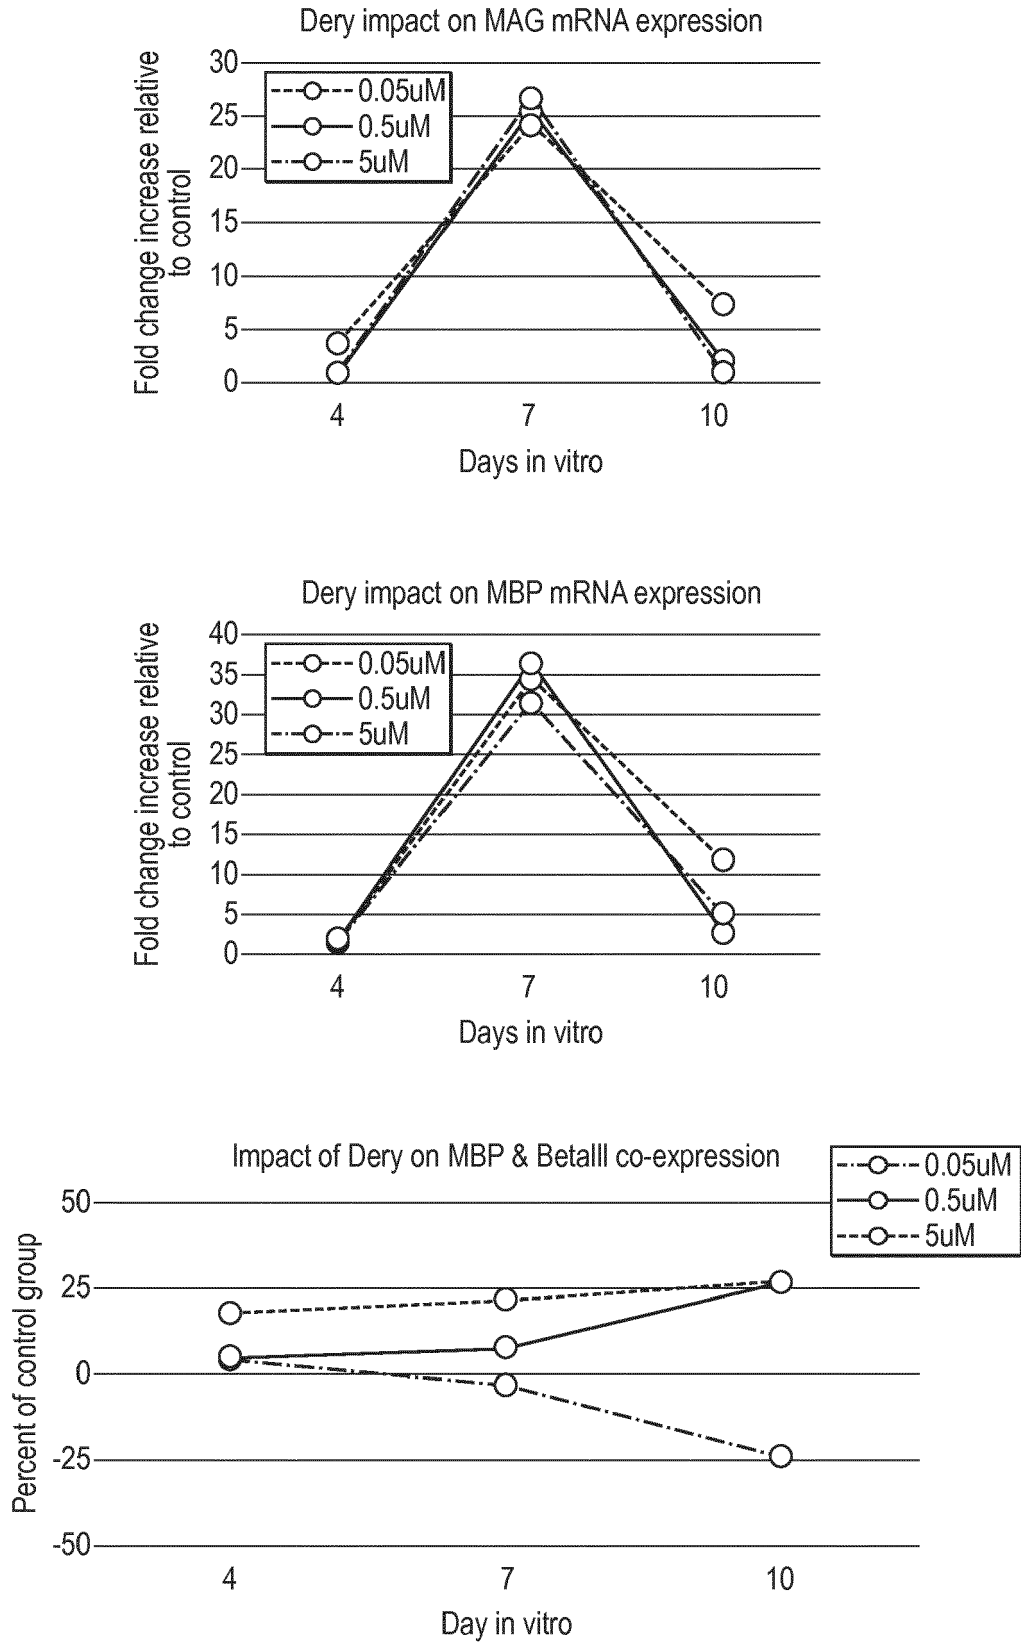 Dery impact on MAG mRNA expression
Fold change increase relative
to control
30
25
20
15
10
5
0
0.05uM
0.5uM
5uM
4 7 10
Days in vitro
Dery impact on MBP mRNA expression
Fold change increase relative
to control
40
35
30
25
20
15
10
5
0
0.05uM
0.5uM
5uM
4 7 10
Days in vitro
Impact of Dery on MBP & BetaIII co-expression
0.05uM
0.5uM
5uM
Percent of control group
50
25
0
-25
-50
4 7 10
Day in vitro